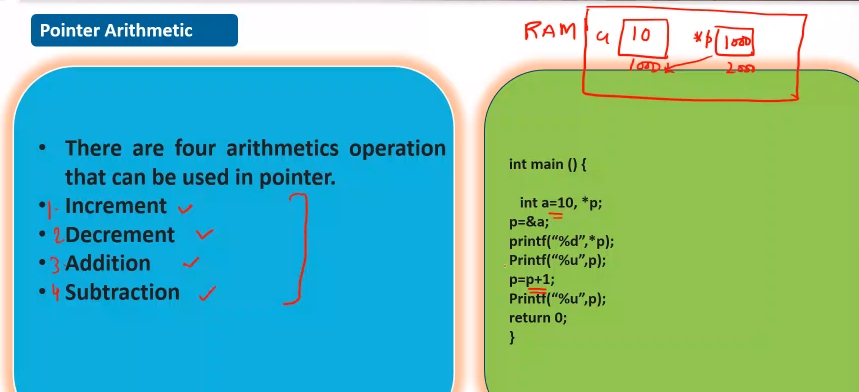 Pointer Arithmetic
RAM a 10 *p 1000
1000 2000
• There are four arithmetics operation
that can be used in pointer.
• 1. Increment
• 2 Decrement
• 3 Addition
• 4 Subtraction
int main () {
int a=10, *p;
p=&a;
printf(“%d”,*p);
Printf(“%u”,p);
p=p+1;
Printf(“%u”,p);
return 0;
}